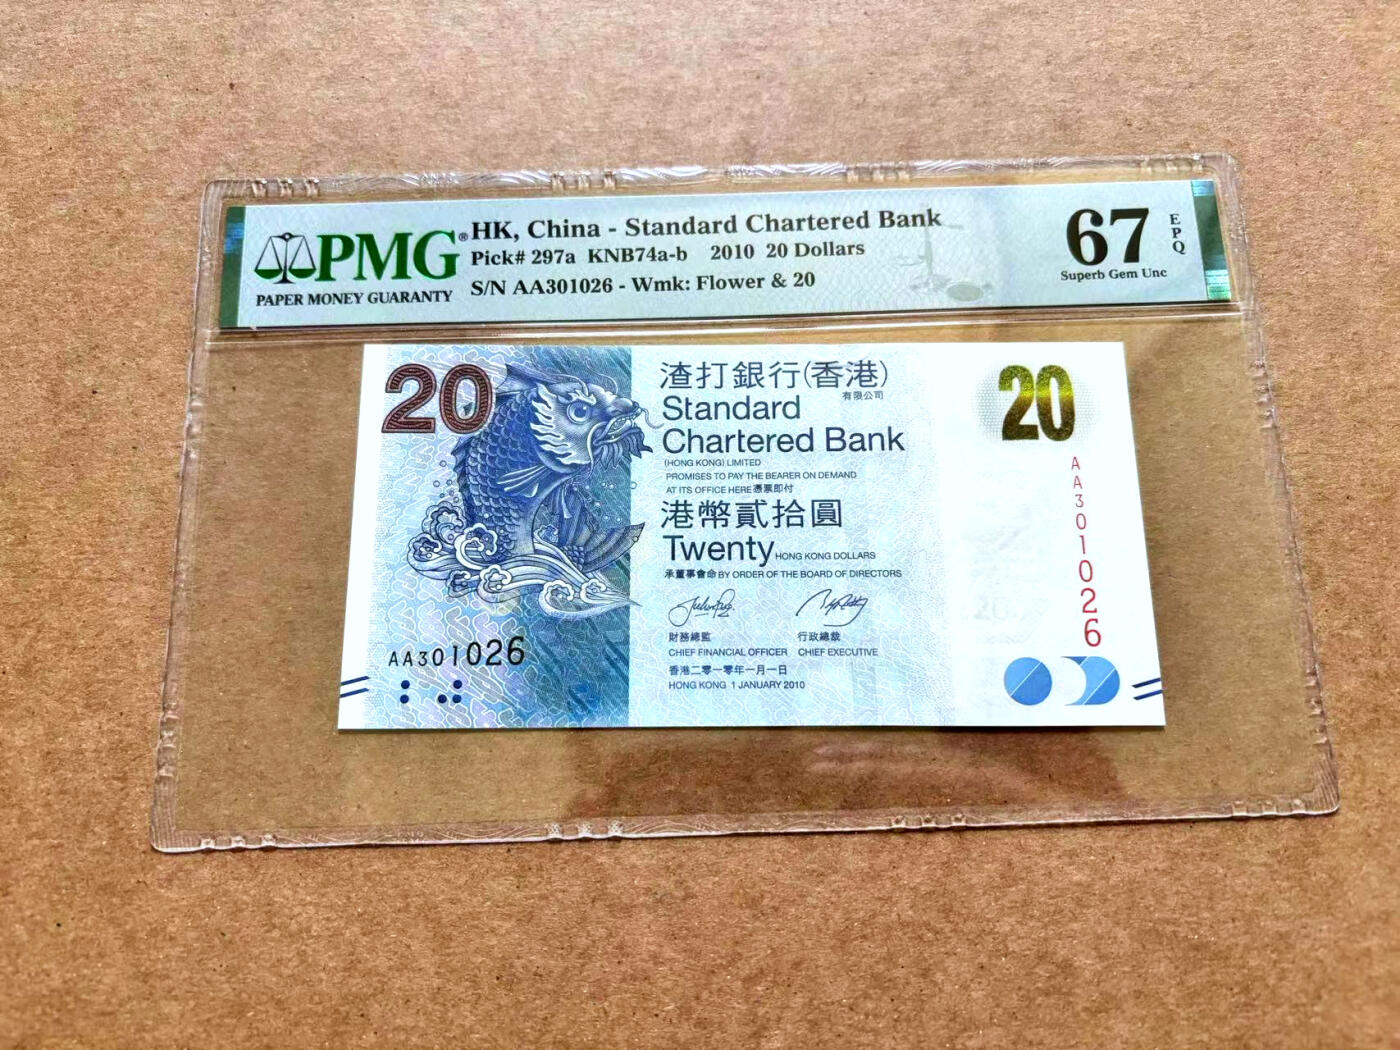 PMG®
PAPER MONEY GUARANTY
HK, China - Standard Chartered Bank
Pick# 297a KNB74a-b 2010 20 Dollars
S/N AA301026 - Wmk: Flower & 20
67
EPQ
Superb Gem Unc
20
渣打銀行(香港)
有限公司
Standard
Chartered Bank
(HONG KONG) LIMITED
PROMISES TO PAY THE BEARER ON DEMAND
AT ITS OFFICE HERE 憑票即付
港幣貳拾圓
Twenty HONG KONG DOLLARS
承董事會命 BY ORDER OF THE BOARD OF DIRECTORS
財務總監 行政總裁
CHIEF FINANCIAL OFFICER CHIEF EXECUTIVE
香港二零一零年一月一日
HONG KONG 1 JANUARY 2010
AA301026
20
AA301026
20